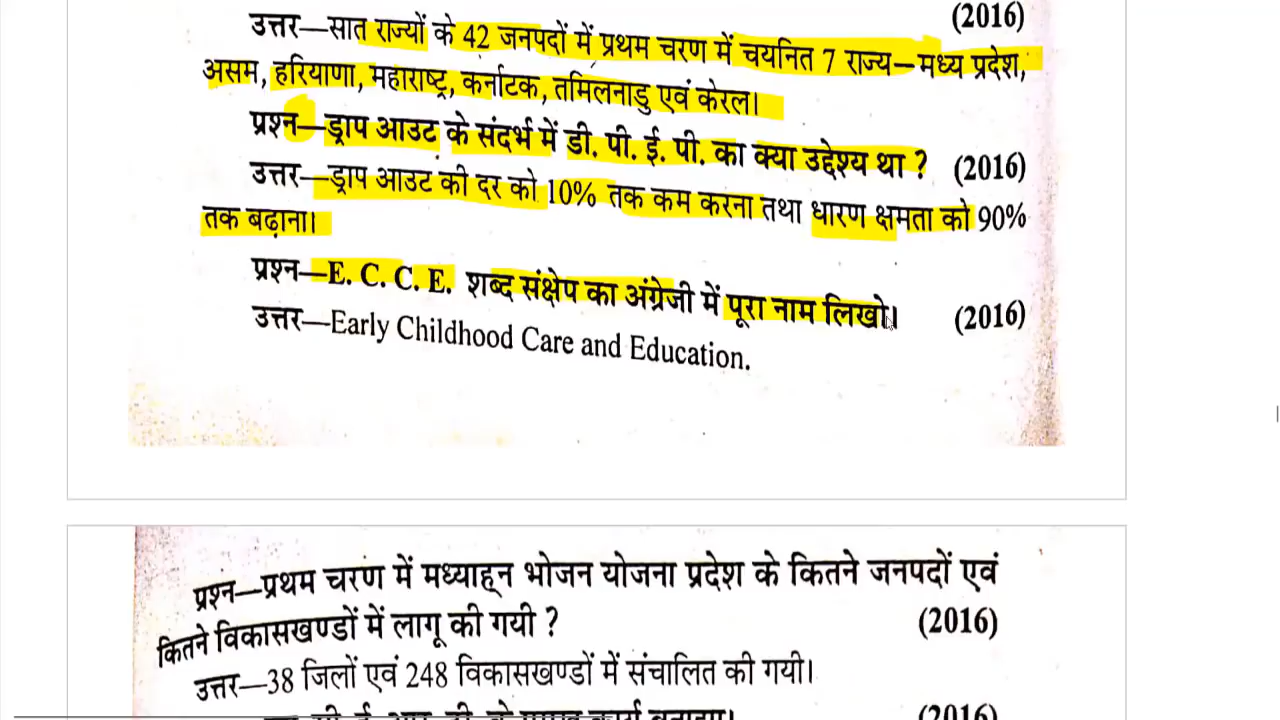 (2016)
उत्तर—सात राज्यों के 42 जनपदों में प्रथम चरण में चयनित 7 राज्य—मध्य प्रदेश,
असम, हरियाणा, महाराष्ट्र, कर्नाटक, तमिलनाडु एवं केरल।
प्रश्न—ड्राप आउट के संदर्भ में डी. पी. ई. पी. का क्या उद्देश्य था ? (2016)
उत्तर—ड्राप आउट की दर को 10% तक कम करना तथा धारण क्षमता को 90%
तक बढ़ाना।
प्रश्न—E. C. C. E. शब्द संक्षेप का अंग्रेजी में पूरा नाम लिखो। (2016)
उत्तर—Early Childhood Care and Education.
प्रश्न—प्रथम चरण में मध्याह्न भोजन योजना प्रदेश के कितने जनपदों एवं
कितने विकासखण्डों में लागू की गयी ? (2016)
उत्तर—38 जिलों एवं 248 विकासखण्डों में संचालित की गयी।
(2016)